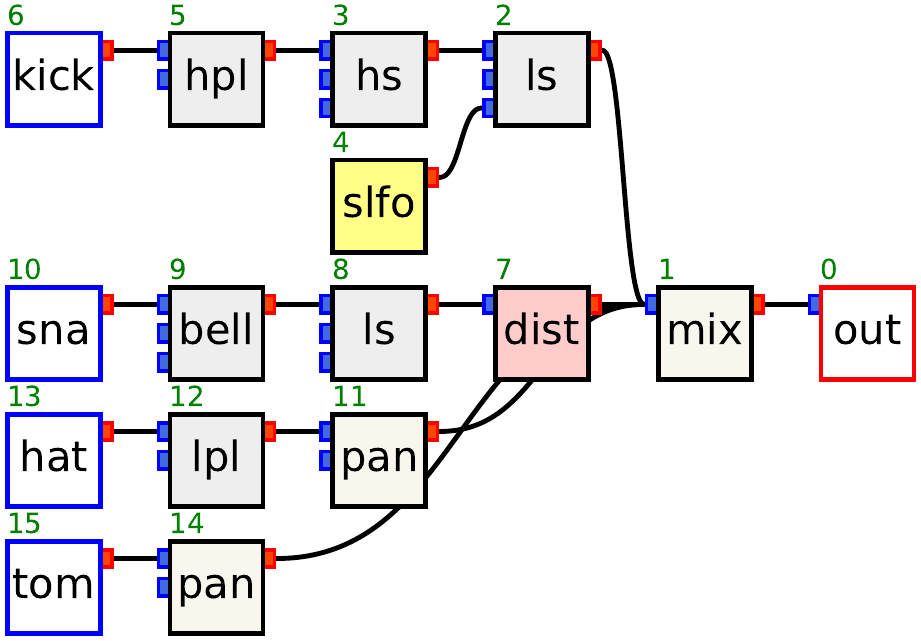 6 5 3 2
kick hpl hs ls
4
slfo
10 9 8 7 1 0
sna bell ls dist mix out
13 12 11
hat lpl pan
15 14
tom pan